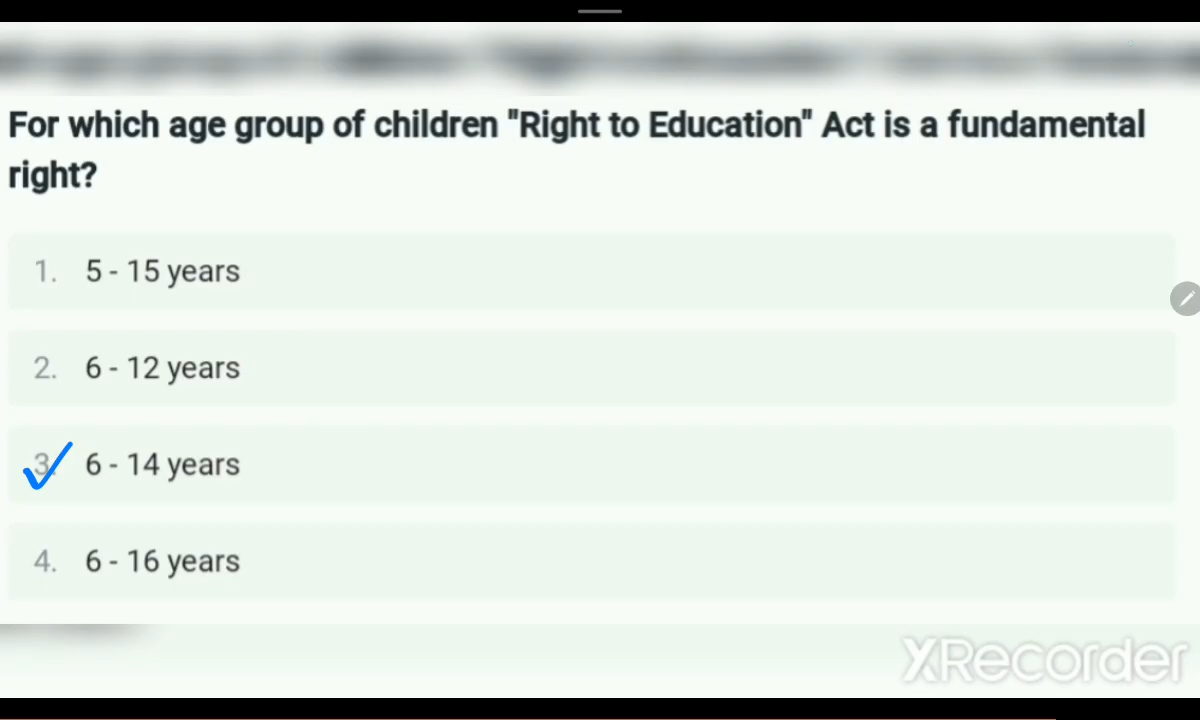 For which age group of children "Right to Education" Act is a fundamental
right?
1. 5 - 15 years
2. 6 - 12 years
3. 6 - 14 years
4. 6 - 16 years
XRecorder